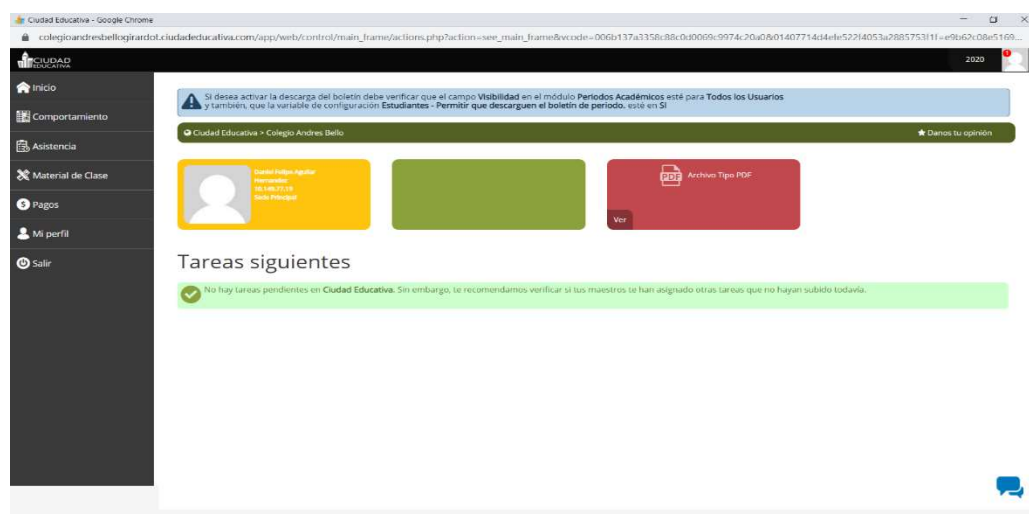 Ciudad Educativa - Google Chrome
colegioandresbellogirardot.ciudadeducativa.com/app/web/control/main_frame/actions.php?action=see_main_frame&vcode=
CIUDAD
EDUCATIVA
2020
Inicio
Comportamiento
Asistencia
Material de Clase
Pagos
Mi perfil
Salir
Si desea activar la descarga del boletín debe verificar que el campo Visibilidad en el módulo Periodos Académicos esté para Todos los Usuarios
y también, que la variable de configuración Estudiantes - Permitir que descarguen el boletín de periodo. esté en SI
Ciudad Educativa > Colegio Andres Bello
Danos tu opinión
Daniel Felipe Aguilar
Hernandez
Sede Principal
PDF
Archivo Tipo PDF
Ver
Tareas siguientes
No hay tareas pendientes en Ciudad Educativa. Sin embargo, te recomendamos verificar si tus maestros te han asignado otras tareas que no hayan subido todavía.